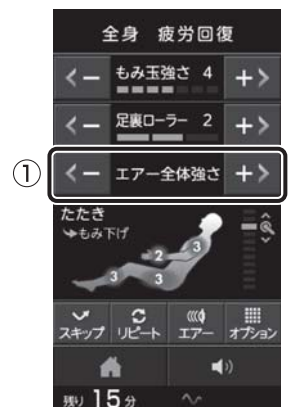 全身 疲労回復
もみ玉強さ 4
足裏ローラー 2
① エアー全体強さ
たたき
もみ下げ
3
2
3 3
スキップ リピート エアー オプション
残り 15分